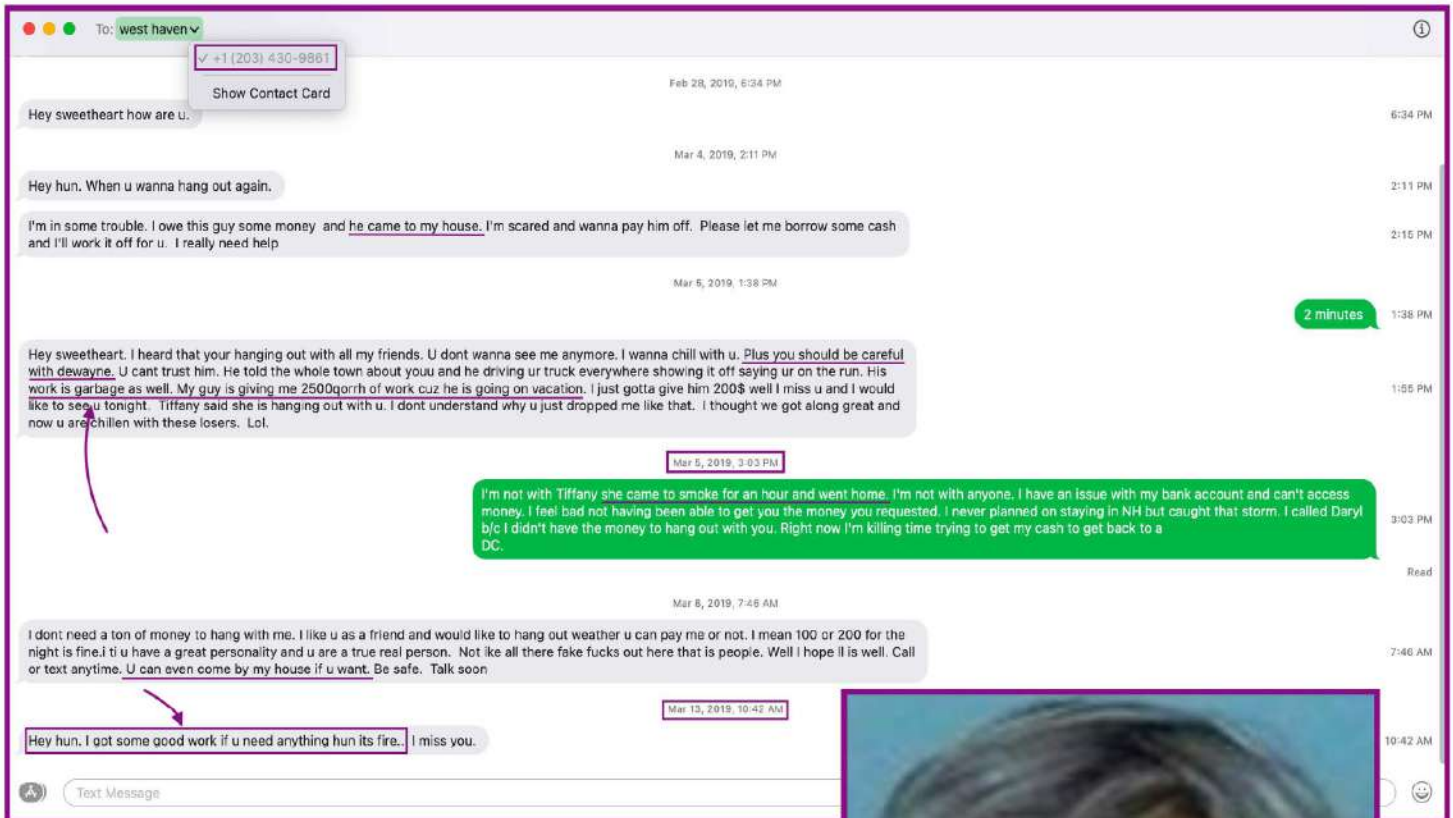 To: west haven
+1 (203) 430-9861
Show Contact Card
Feb 28, 2019, 6:34 PM
Hey sweetheart how are u.
6:34 PM
Mar 4, 2019, 2:11 PM
Hey hun. When u wanna hang out again.
2:11 PM
I'm in some trouble. I owe this guy some money and he came to my house. I'm scared and wanna pay him off. Please let me borrow some cash
and I'll work it off for u. I really need help
2:15 PM
Mar 5, 2019, 1:38 PM
2 minutes
1:38 PM
Hey sweetheart. I heard that your hanging out with all my friends. U dont wanna see me anymore. I wanna chill with u. Plus you should be careful
with dewayne. U cant trust him. He told the whole town about youu and he driving ur truck everywhere showing it off saying ur on the run. His
work is garbage as well. My guy is giving me 2500qorrh of work cuz he is going on vacation. I just gotta give him 200$ well I miss u and I would
like to see u tonight. Tiffany said she is hanging out with u. I dont understand why u just dropped me like that. I thought we got along great and
now u are chillen with these losers. Lol.
1:55 PM
Mar 5, 2019, 3:03 PM
I'm not with Tiffany she came to smoke for an hour and went home. I'm not with anyone. I have an issue with my bank account and can't access
money. I feel bad not having been able to get you the money you requested. I never planned on staying in NH but caught that storm. I called Daryl
b/c I didn't have the money to hang out with you. Right now I'm killing time trying to get my cash to get back to a
DC.
3:03 PM
Read
Mar 8, 2019, 7:46 AM
I dont need a ton of money to hang with me. I like u as a friend and would like to hang out weather u can pay me or not. I mean 100 or 200 for the
night is fine.i ti u have a great personality and u are a true real person. Not ike all there fake fucks out here that is people. Well I hope ll is well. Call
or text anytime. U can even come by my house if u want. Be safe. Talk soon
7:46 AM
Mar 13, 2019, 10:42 AM
Hey hun. I got some good work if u need anything hun its fire.. I miss you.
10:42 AM
Text Message